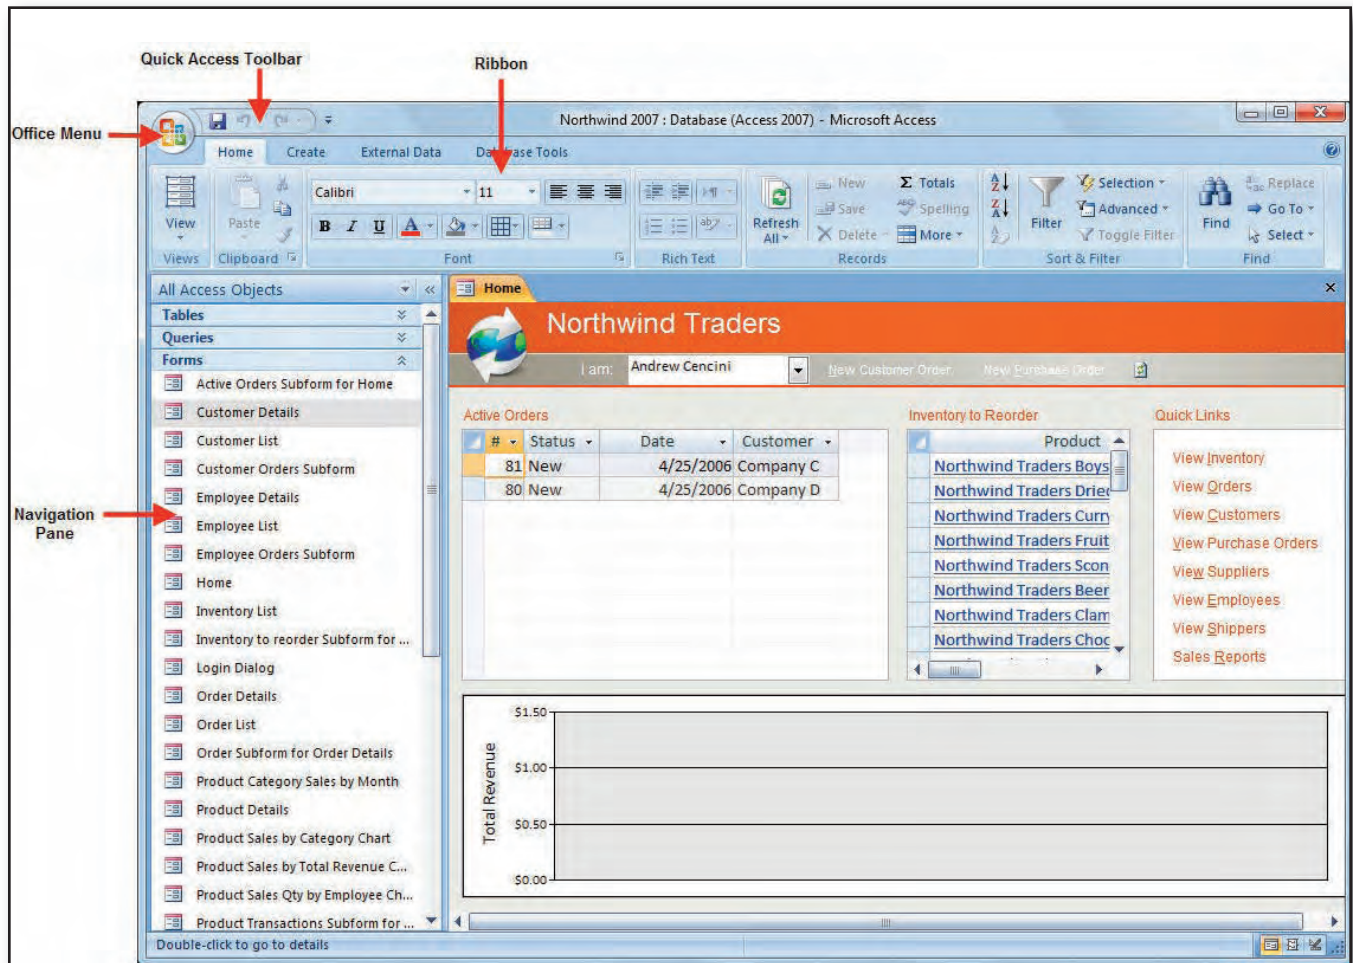 Quick Access Toolbar
Ribbon
Office Menu
Northwind 2007 : Database (Access 2007) - Microsoft Access
Home Create External Data Database Tools
View
Paste
Calibri 11
B I U A
Refresh All
New
Save
Delete
Σ Totals
Spelling
More
Filter
Selection
Advanced
Toggle Filter
Find
Replace
Go To
Select
Views Clipboard Font Rich Text Records Sort & Filter Find
All Access Objects
Tables
Queries
Forms
Active Orders Subform for Home
Customer Details
Customer List
Customer Orders Subform
Employee Details
Employee List
Employee Orders Subform
Home
Inventory List
Inventory to reorder Subform for ...
Login Dialog
Order Details
Order List
Order Subform for Order Details
Product Category Sales by Month
Product Details
Product Sales by Category Chart
Product Sales by Total Revenue C...
Product Sales Qty by Employee Ch...
Product Transactions Subform for ...
Navigation
Pane
Home
Northwind Traders
I am: Andrew Cencini New Customer Order New Purchase Order
Active Orders
# Status Date Customer
81 New 4/25/2006 Company C
80 New 4/25/2006 Company D
Inventory to Reorder
Product
Northwind Traders Boys
Northwind Traders Dried
Northwind Traders Curry
Northwind Traders Fruit
Northwind Traders Scon
Northwind Traders Beer
Northwind Traders Clam
Northwind Traders Choc
Quick Links
View Inventory
View Orders
View Customers
View Purchase Orders
View Suppliers
View Employees
View Shippers
Sales Reports
Total Revenue
$1.50
$1.00
$0.50
$0.00
Double-click to go to details